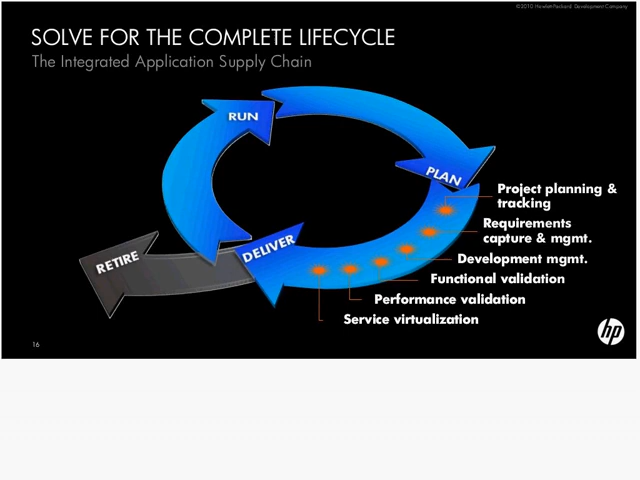 ©2010 Hewlett-Packard Development Company
SOLVE FOR THE COMPLETE LIFECYCLE
The Integrated Application Supply Chain
RUN
PLAN
Project planning &
tracking
Requirements
capture & mgmt.
DELIVER
RETIRE
Development mgmt.
Functional validation
Performance validation
Service virtualization
hp
16